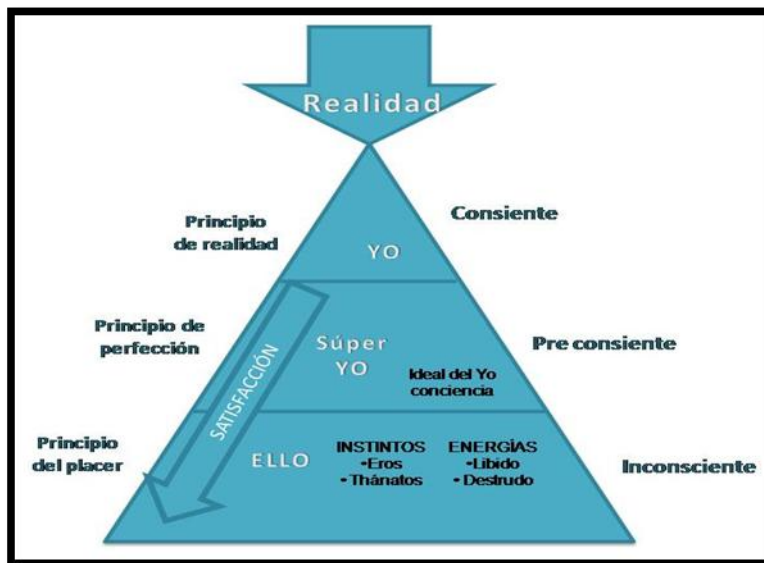 Realidad
Principio
de realidad
Consiente
YO
Principio de
perfección
Súper
YO
Ideal del Yo
conciencia
Pre consiente
SATISFACCIÓN
Principio
del placer
ELLO
INSTINTOS
•Eros
•Thánatos
ENERGÍAS
•Libido
•Destrudo
Inconsciente